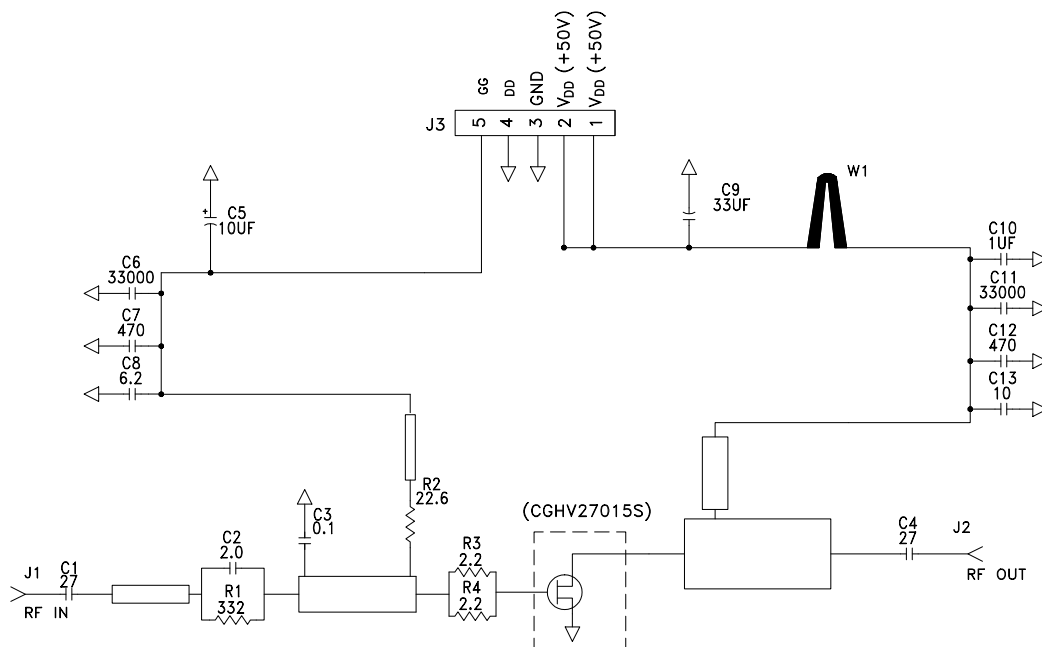 GG
DD
GND
VDD (+50V)
VDD (+50V)
J3
5
4
3
2
1
W1
C9
33UF
+
C5
10UF
C10
1UF
C6
33000
C11
33000
C7
470
C12
470
C8
6.2
C13
10
R2
22.6
(CGHV27015S)
C3
0.1
C4
27
J2
RF OUT
C2
2.0
R3
2.2
J1
C1
27
R1
332
R4
2.2
RF IN